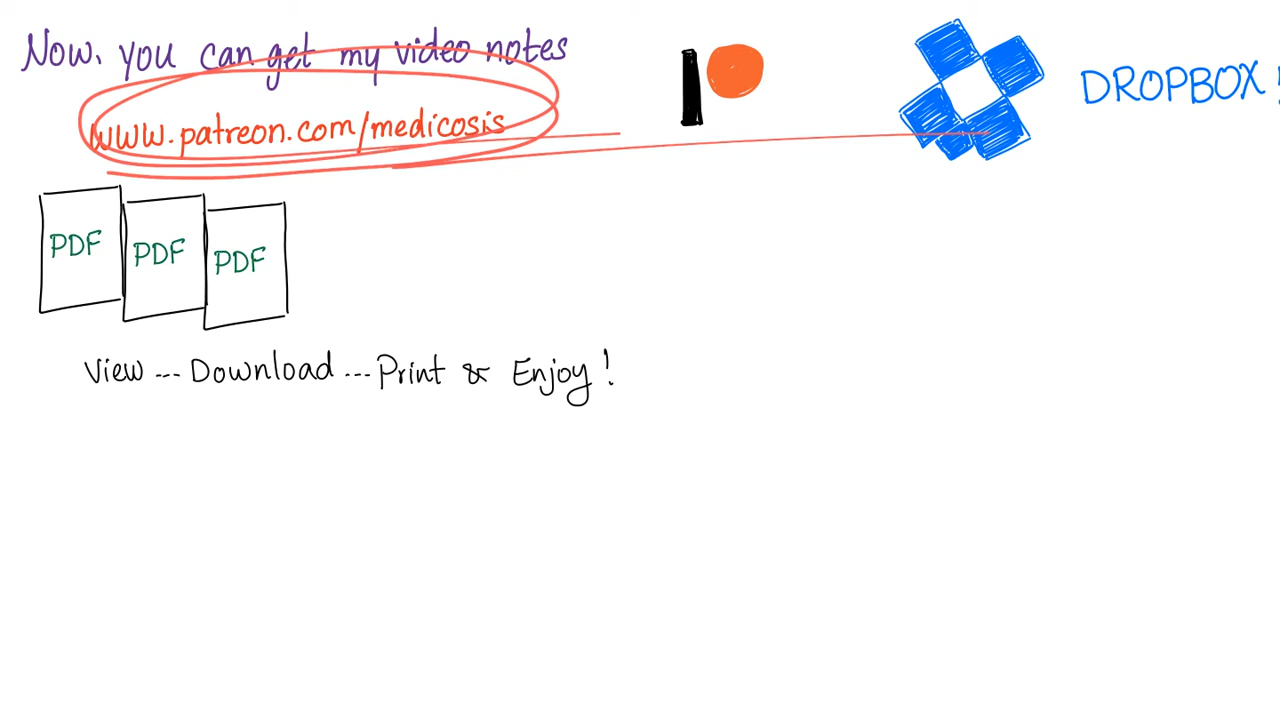 Now, you can get my video notes
www.patreon.com/medicosis
DROPBOX!
PDF PDF PDF
View --- Download --- Print & Enjoy!